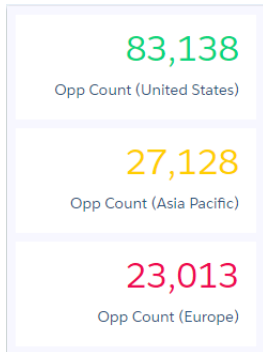 83,138
Opp Count (United States)
27,128
Opp Count (Asia Pacific)
23,013
Opp Count (Europe)